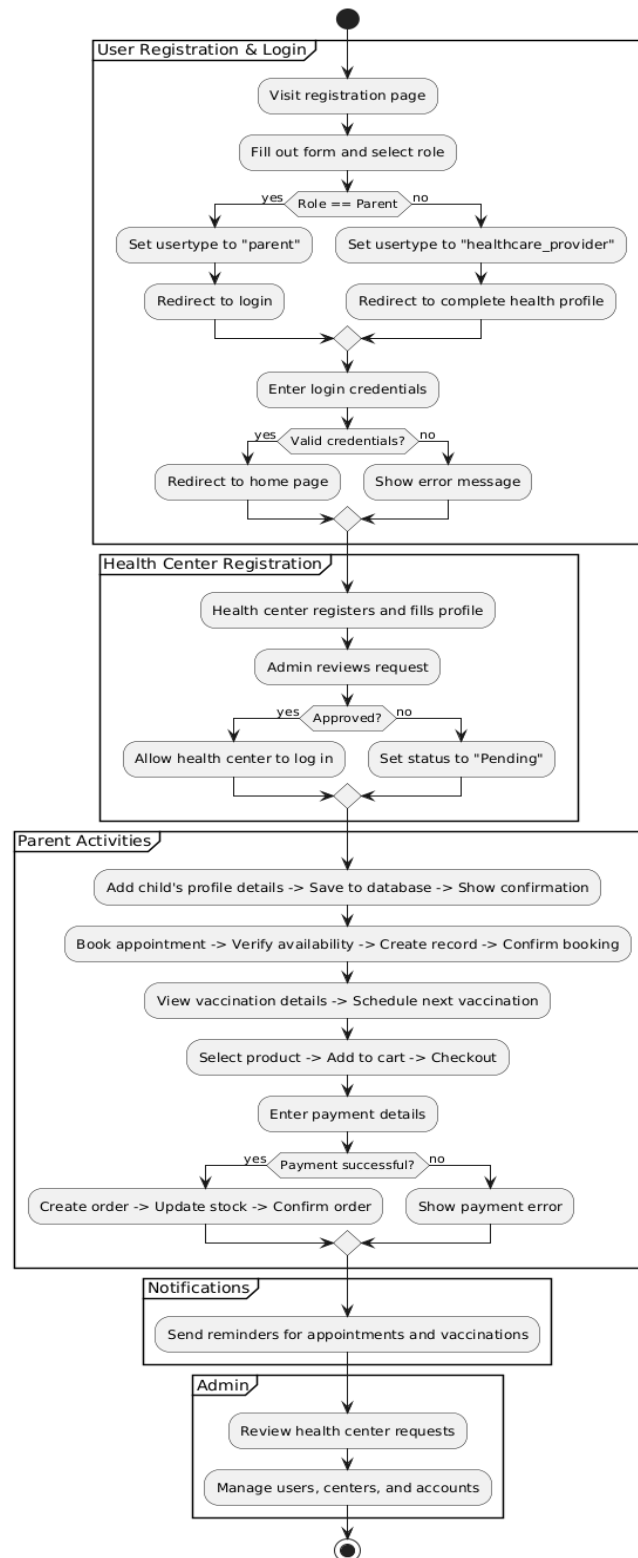 User Registration & Login
Visit registration page
Fill out form and select role
yes
Role == Parent
no
Set usertype to "parent"
Set usertype to "healthcare_provider"
Redirect to login
Redirect to complete health profile
Enter login credentials
yes
Valid credentials?
no
Redirect to home page
Show error message
Health Center Registration
Health center registers and fills profile
Admin reviews request
yes
Approved?
no
Allow health center to log in
Set status to "Pending"
Parent Activities
Add child's profile details -> Save to database -> Show confirmation
Book appointment -> Verify availability -> Create record -> Confirm booking
View vaccination details -> Schedule next vaccination
Select product -> Add to cart -> Checkout
Enter payment details
yes
Payment successful?
no
Create order -> Update stock -> Confirm order
Show payment error
Notifications
Send reminders for appointments and vaccinations
Admin
Review health center requests
Manage users, centers, and accounts